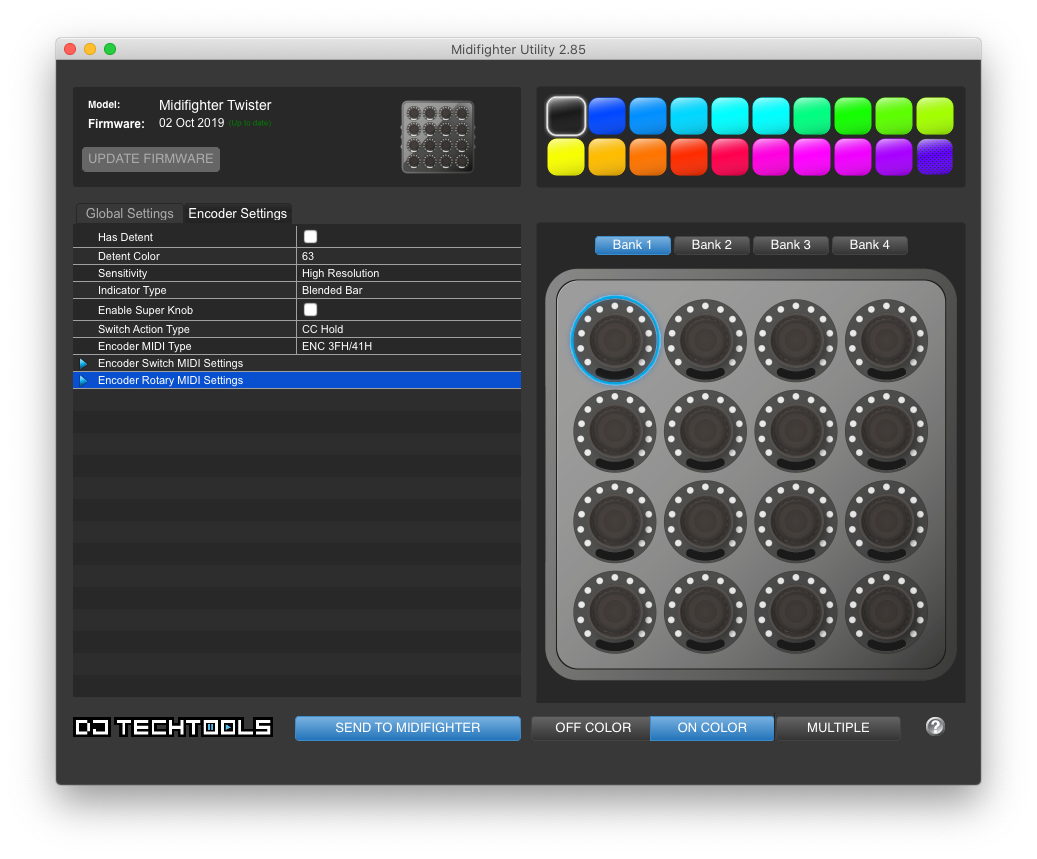 Midifighter Utility 2.85
Model: Midifighter Twister
Firmware: 02 Oct 2019 (Up to date)
UPDATE FIRMWARE
Global Settings Encoder Settings
Has Detent
Detent Color 63
Sensitivity High Resolution
Indicator Type Blended Bar
Enable Super Knob
Switch Action Type CC Hold
Encoder MIDI Type ENC 3FH/41H
Encoder Switch MIDI Settings
Encoder Rotary MIDI Settings
Bank 1 Bank 2 Bank 3 Bank 4
DJ TECHTOOLS
SEND TO MIDIFIGHTER
OFF COLOR ON COLOR MULTIPLE
?